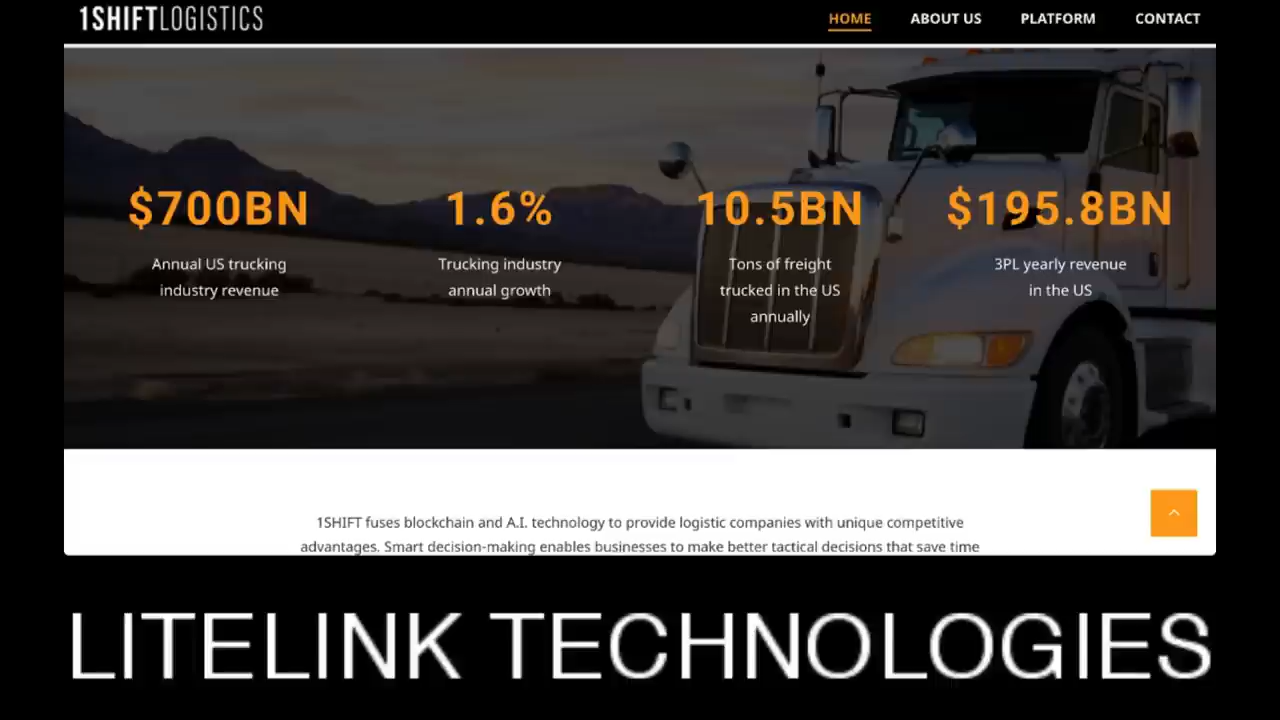 1SHIFTLOGISTICS
HOME ABOUT US PLATFORM CONTACT
$700BN
Annual US trucking
industry revenue
1.6%
Trucking industry
annual growth
10.5BN
Tons of freight
trucked in the US
annually
$195.8BN
3PL yearly revenue
in the US
1SHIFT fuses blockchain and A.I. technology to provide logistic companies with unique competitive
advantages. Smart decision-making enables businesses to make better tactical decisions that save time
LITELINK TECHNOLOGIES